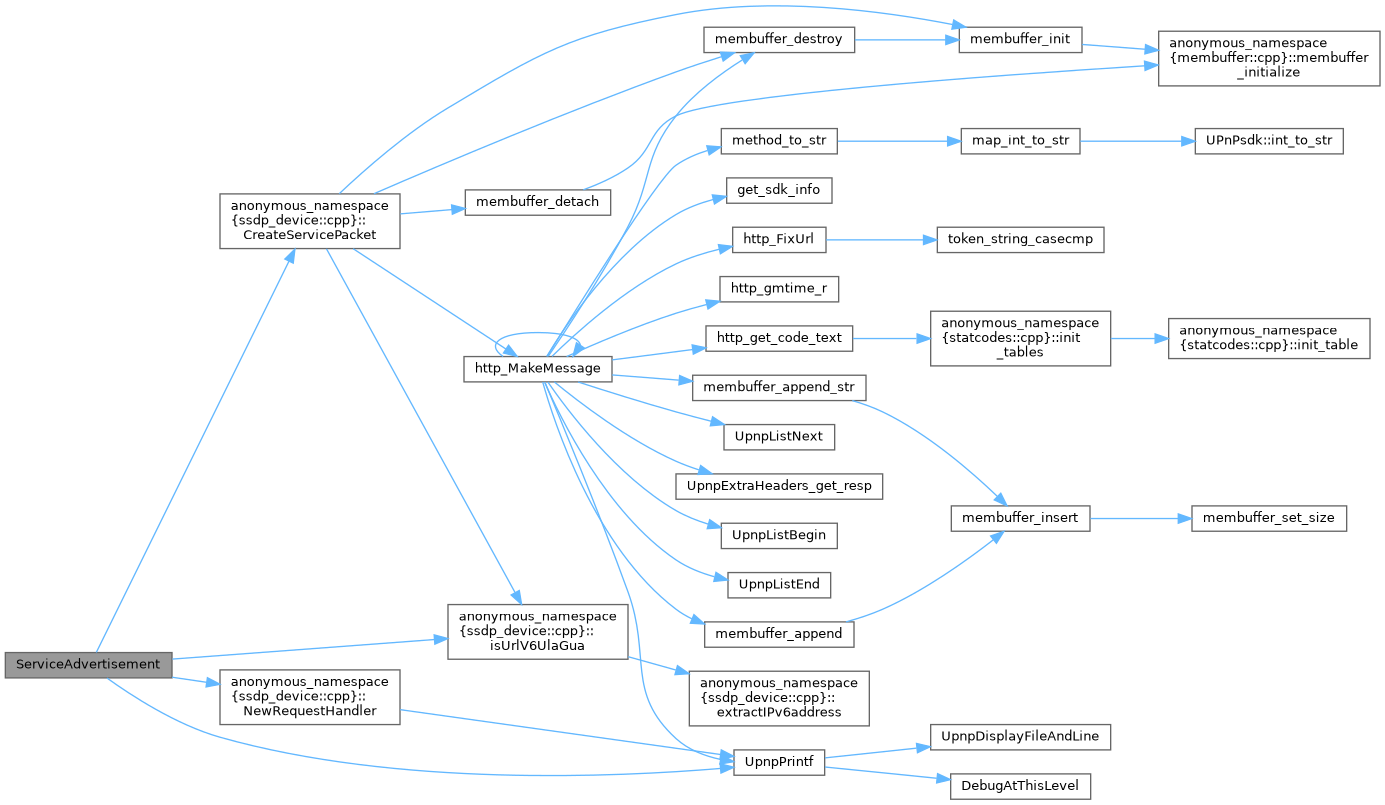 ServiceAdvertisement
anonymous_namespace
{ssdp_device::cpp}::
CreateServicePacket
anonymous_namespace
{ssdp_device::cpp}::
NewRequestHandler
membuffer_detach
http_MakeMessage
anonymous_namespace
{ssdp_device::cpp}::
isUrlV6UlaGua
membuffer_destroy
method_to_str
get_sdk_info
http_FixUrl
http_gmtime_r
http_get_code_text
membuffer_append_str
UpnpListNext
UpnpExtraHeaders_get_resp
UpnpListBegin
UpnpListEnd
membuffer_append
anonymous_namespace
{ssdp_device::cpp}::
extractIPv6address
UpnpPrintf
membuffer_init
map_int_to_str
token_string_casecmp
anonymous_namespace
{statcodes::cpp}::init
_tables
membuffer_insert
UpnpDisplayFileAndLine
DebugAtThisLevel
anonymous_namespace
{membuffer::cpp}::membuffer
_initialize
UPnPsdk::int_to_str
anonymous_namespace
{statcodes::cpp}::init_table
membuffer_set_size